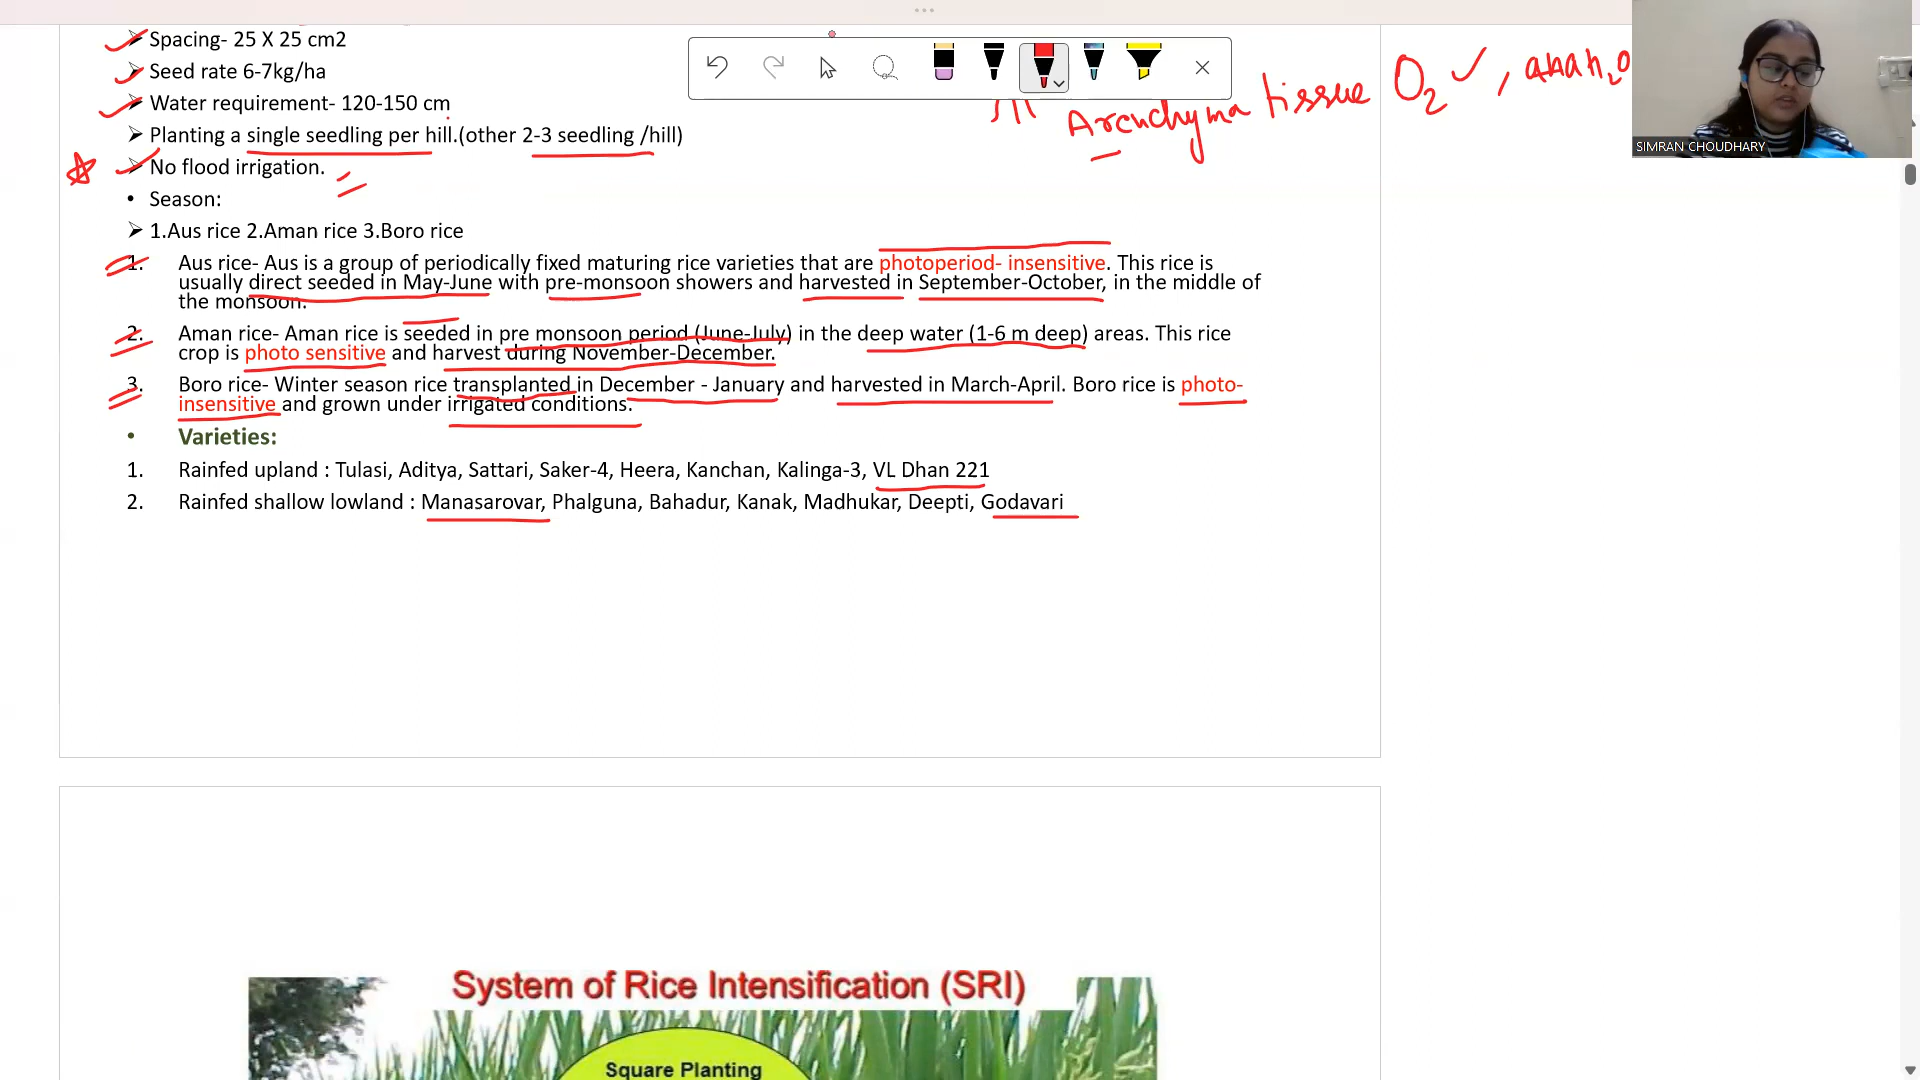 Spacing- 25 X 25 cm2
Seed rate 6-7kg/ha
Water requirement- 120-150 cm
Planting a single seedling per hill.(other 2-3 seedling /hill)
No flood irrigation.
Arenchyma tissue O2 ✓,
SIMRAN CHOUDHARY
• Season:
1.Aus rice 2.Aman rice 3.Boro rice
1. Aus rice- Aus is a group of periodically fixed maturing rice varieties that are photoperiod- insensitive. This rice is
usually direct seeded in May-June with pre-monsoon showers and harvested in September-October, in the middle of
the monsoon.
2. Aman rice- Aman rice is seeded in pre monsoon period (June-July) in the deep water (1-6 m deep) areas. This rice
crop is photo sensitive and harvest during November-December.
3. Boro rice- Winter season rice transplanted in December - January and harvested in March-April. Boro rice is photo-
insensitive and grown under irrigated conditions.
• Varieties:
1. Rainfed upland : Tulasi, Aditya, Sattari, Saker-4, Heera, Kanchan, Kalinga-3, VL Dhan 221
2. Rainfed shallow lowland : Manasarovar, Phalguna, Bahadur, Kanak, Madhukar, Deepti, Godavari
System of Rice Intensification (SRI)
Square Planting